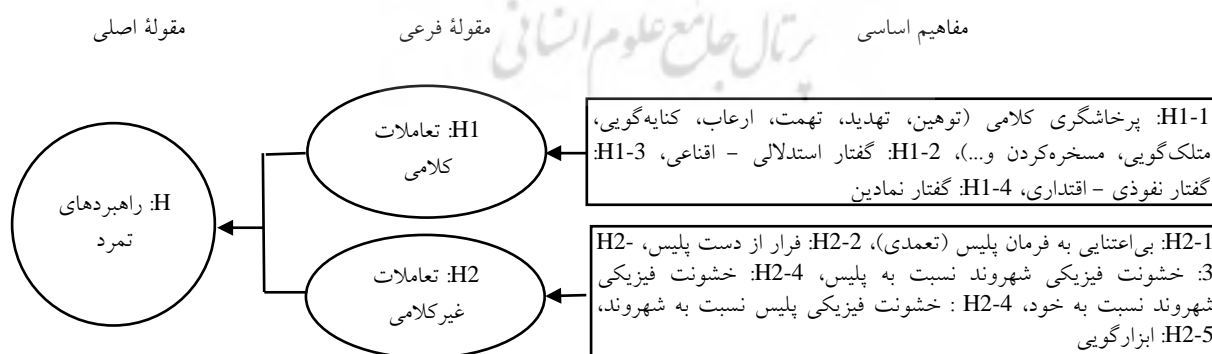 مفاهیم اساسی
مقولهٔ فرعی
مقولهٔ اصلی
پرتال جامع علوم انسانی
H1-1: پرخاشگری کلامی (توهین، تهدید، تهمت، ارعاب، کنایه‌گویی،
متلک‌گویی، مسخره‌کردن و...)، H1-2: گفتار استدلالی – اقناعی، H1-3:
گفتار نفوذی – اقتداری، H1-4: گفتار نمادین
H1: تعاملات
کلامی
H: راهبردهای
تمرد
H2-1: بی‌اعتنایی به فرمان پلیس (تعمدی)، H2-2: فرار از دست پلیس، H2-
3: خشونت فیزیکی شهروند نسبت به پلیس، H2-4: خشونت فیزیکی
شهروند نسبت به خود، H2-4 : خشونت فیزیکی پلیس نسبت به شهروند،
H2-5: ابزارگویی
H2: تعاملات
غیرکلامی